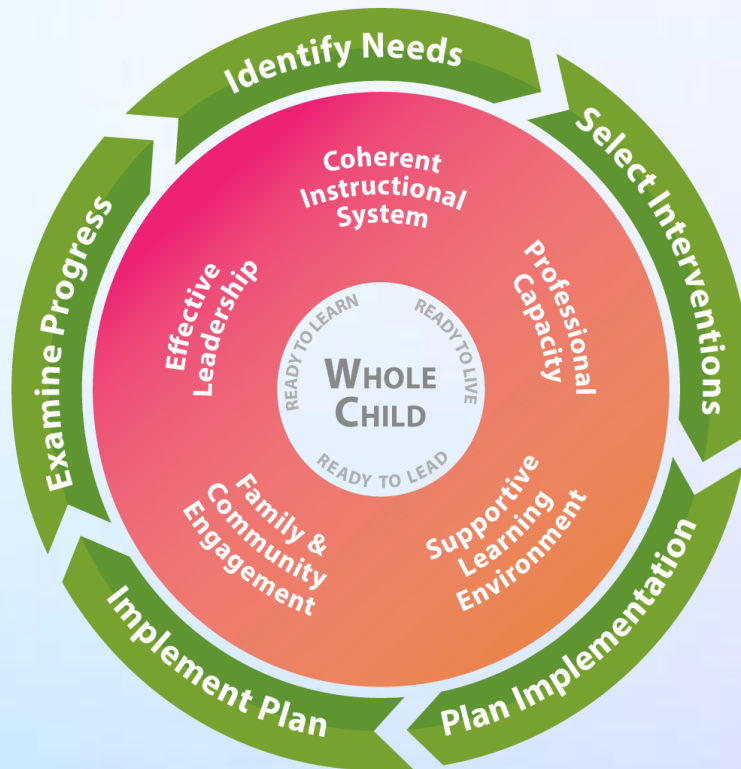 Identify Needs
Select Interventions
Plan Implementation
Implement Plan
Examine Progress
Coherent
Instructional
System
Professional
Capacity
Supportive
Learning
Environment
Family &
Community
Engagement
Effective
Leadership
READY TO LEARN
READY TO LIVE
READY TO LEAD
WHOLE
CHILD